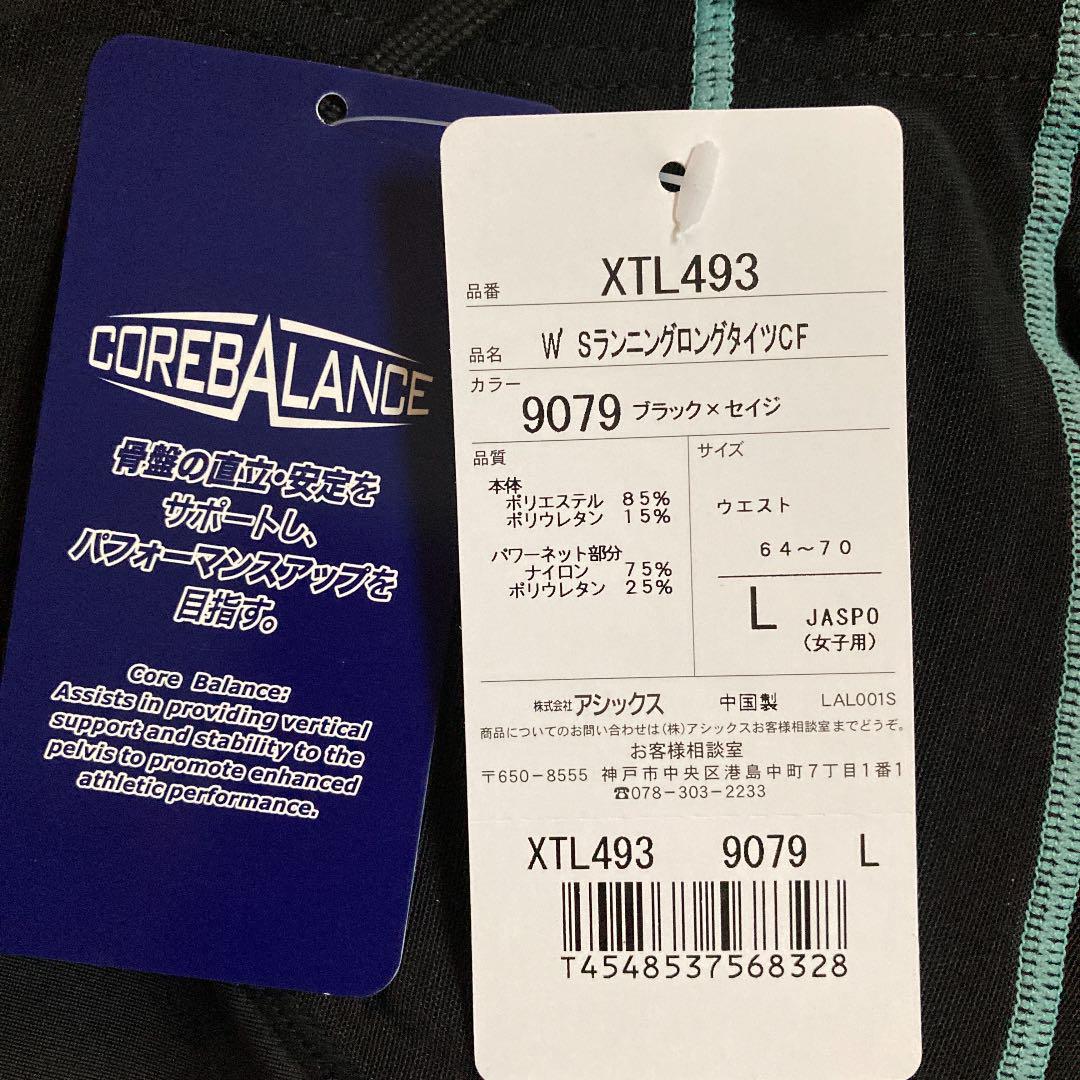 COREBALANCE
骨盤の直立・安定を
サポートし、
パフォーマンスアップを
目指す。
Core Balance:
Assists in providing vertical
support and stability to the
pelvis to promote enhanced
athletic performance.
品番 XTL493
品名 W' SランニングロングタイツCF
カラー
9079 ブラック×セイジ
品質
本体
ポリエステル 85%
ポリウレタン 15%
パワーネット部分
ナイロン 75%
ポリウレタン 25%
サイズ
ウエスト
64～70
L JASPO
(女子用)
株式会社アシックス 中国製 LAL001S
商品についてのお問い合わせは(株)アシックスお客様相談室までどうぞ。
お客様相談室
〒650-8555 神戸市中央区港島中町7丁目1番1
☎078-303-2233
XTL493 9079 L
T4548537568328